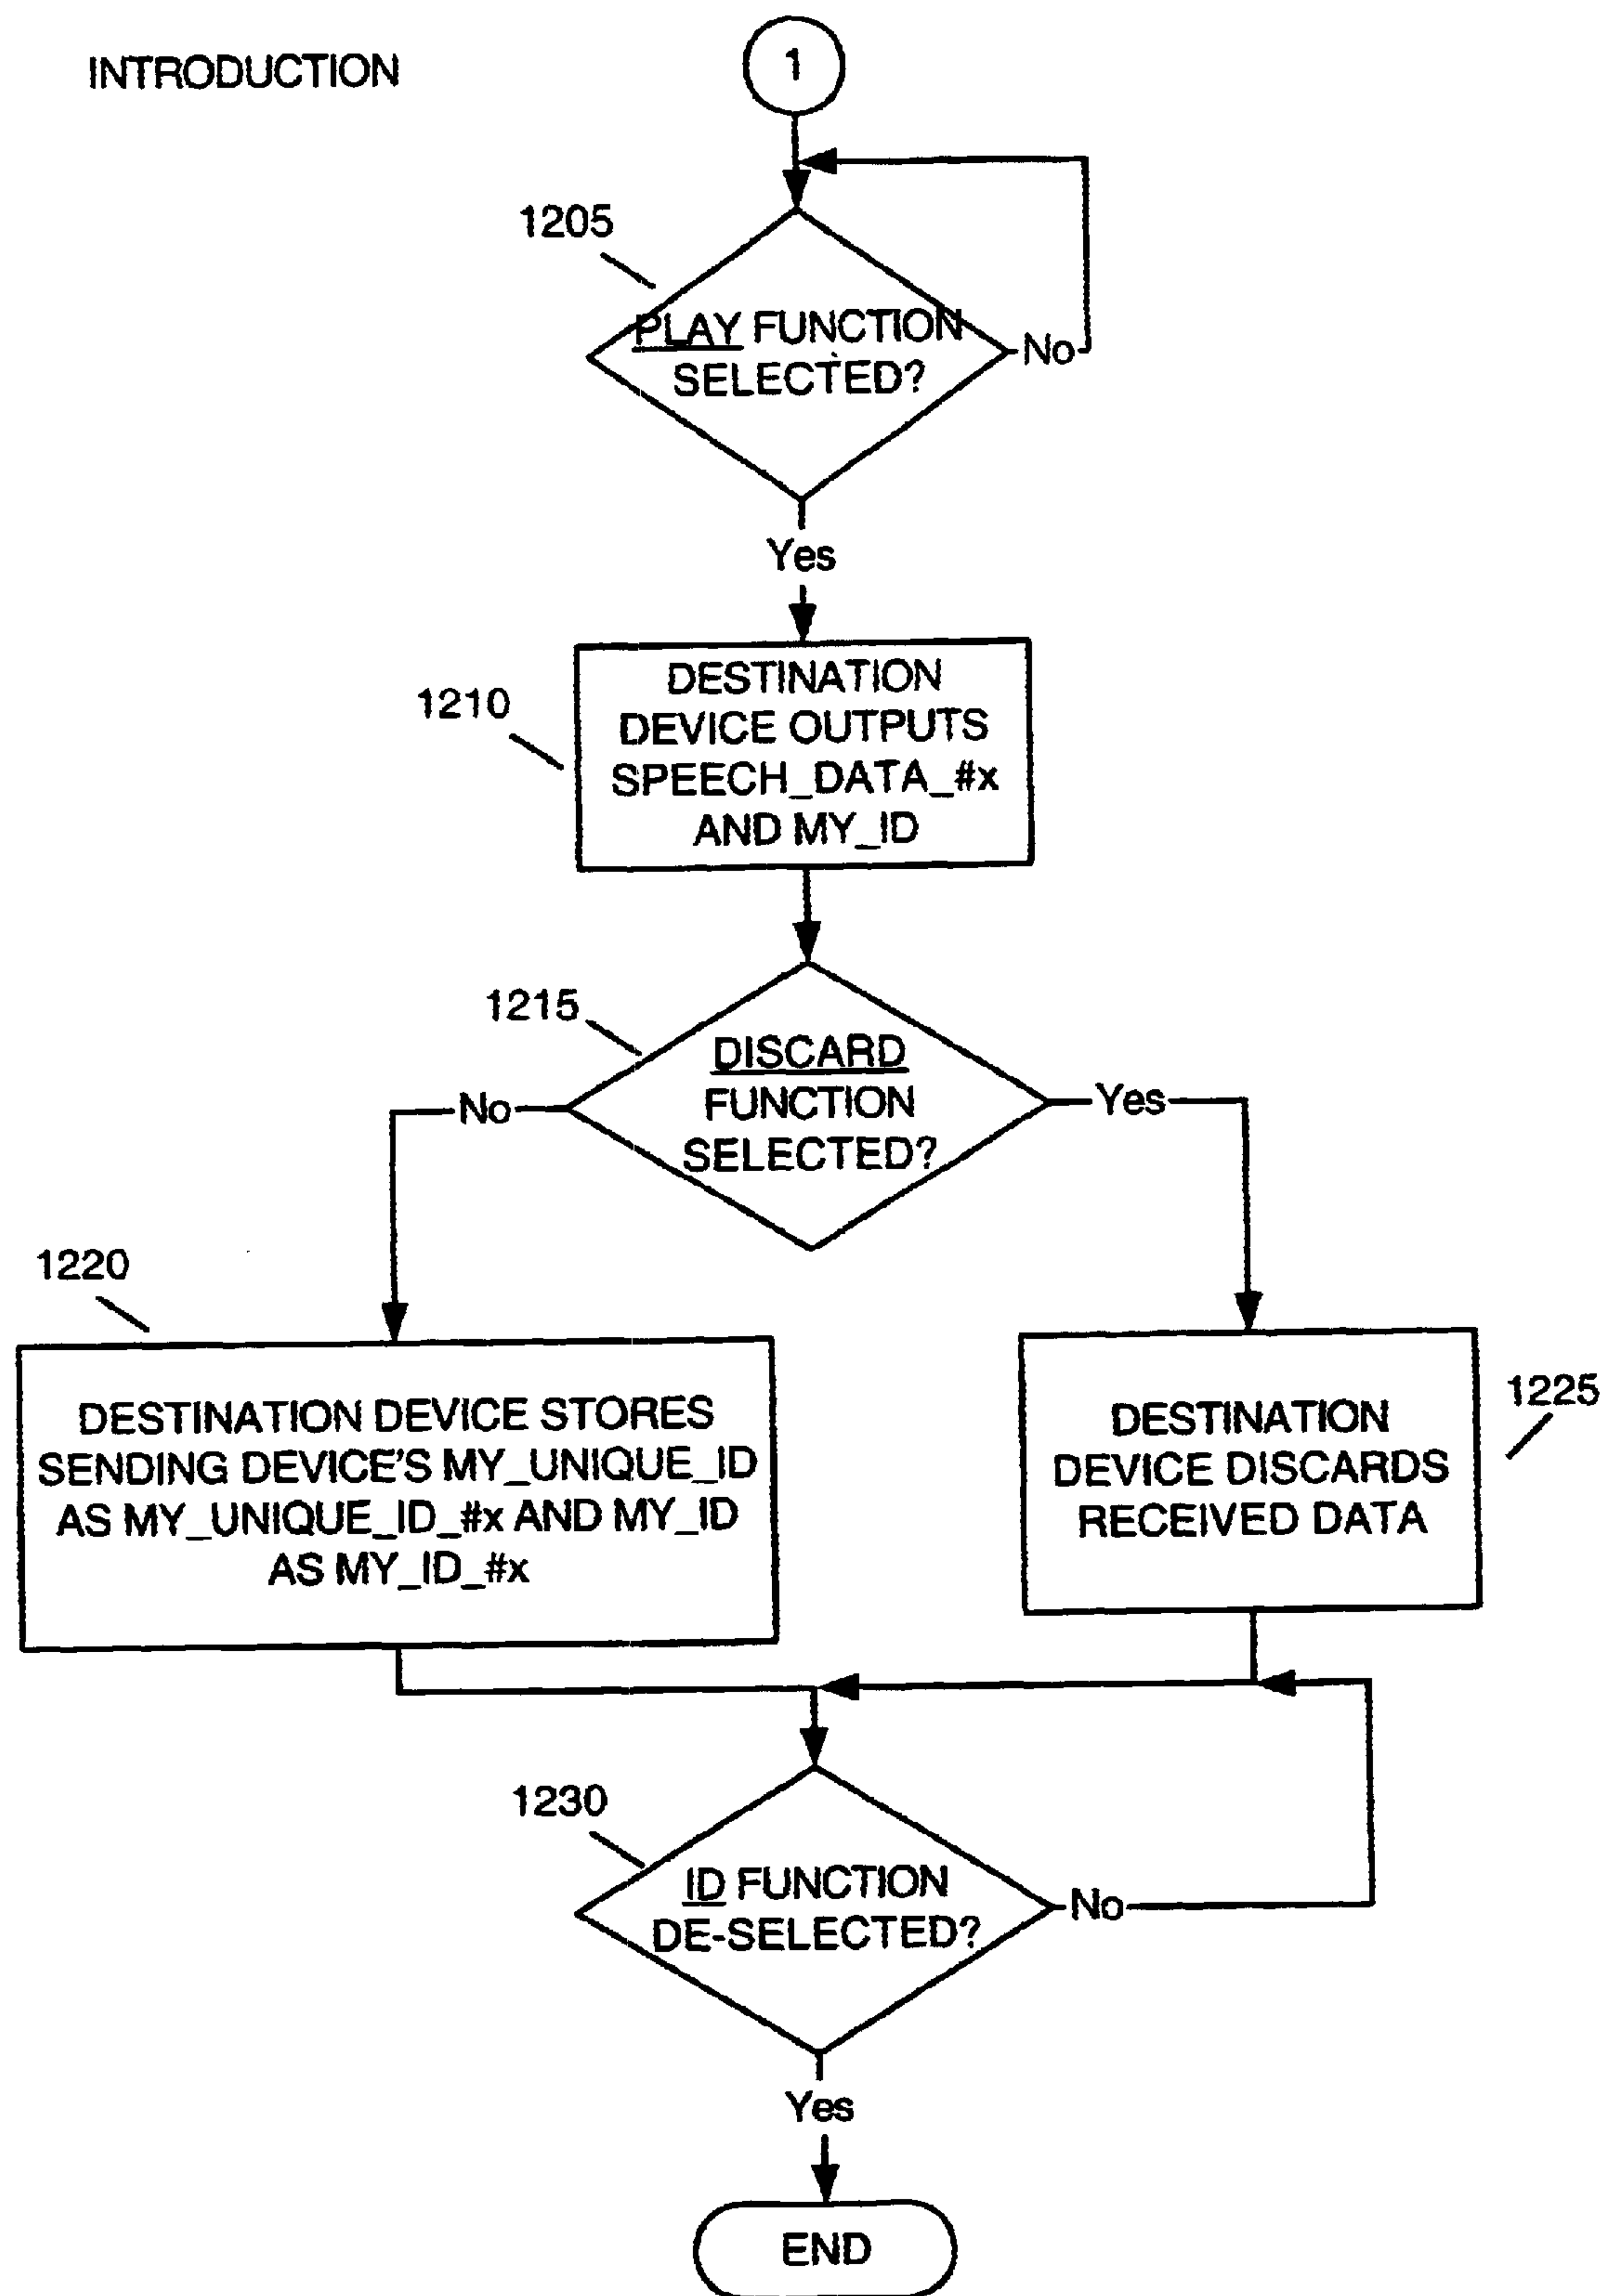 INTRODUCTION
1
1205
PLAY FUNCTION
SELECTED?
No
Yes
1210
DESTINATION
DEVICE OUTPUTS
SPEECH_DATA_#x
AND MY_ID
1215
DISCARD
FUNCTION
SELECTED?
No
Yes
1220
DESTINATION DEVICE STORES
SENDING DEVICE'S MY_UNIQUE_ID
AS MY_UNIQUE_ID_#x AND MY_ID
AS MY_ID_#x
DESTINATION
DEVICE DISCARDS
RECEIVED DATA
1225
1230
ID FUNCTION
DE-SELECTED?
No
Yes
END